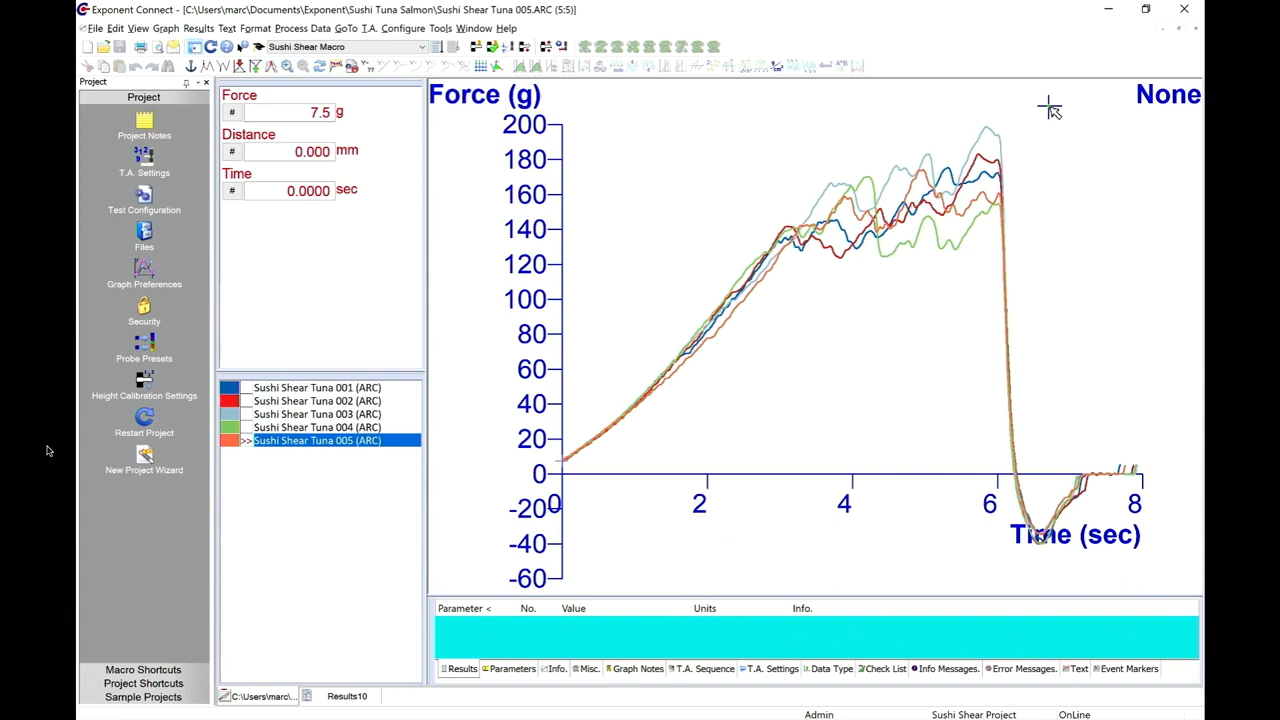 Exponent Connect - [C:\Users\marc\Documents\Exponent\Sushi Tuna Salmon\Sushi Shear Tuna 005.ARC (5:5)]
File Edit View Graph Results Text Format Process Data GoTo T.A. Configure Tools Window Help
Sushi Shear Macro
Project
Project
Project Notes
T.A. Settings
Test Configuration
Files
Graph Preferences
Security
Probe Presets
Height Calibration Settings
Restart Project
New Project Wizard
Macro Shortcuts
Project Shortcuts
Sample Projects
Force
# 7.5 g
Distance
# 0.000 mm
Time
# 0.0000 sec
Sushi Shear Tuna 001 (ARC)
Sushi Shear Tuna 002 (ARC)
Sushi Shear Tuna 003 (ARC)
Sushi Shear Tuna 004 (ARC)
>> Sushi Shear Tuna 005 (ARC)
Force (g)
None
200
180
160
140
120
100
80
60
40
20
0
-20
-40
-60
0 2 4 6 8
Time (sec)
Parameter < No. Value Units Info.
Results Parameters Info. Misc. Graph Notes T.A. Sequence T.A. Settings Data Type Check List Info Messages. Error Messages. Text Event Markers
C:\Users\marc\... Results10
Admin Sushi Shear Project OnLine